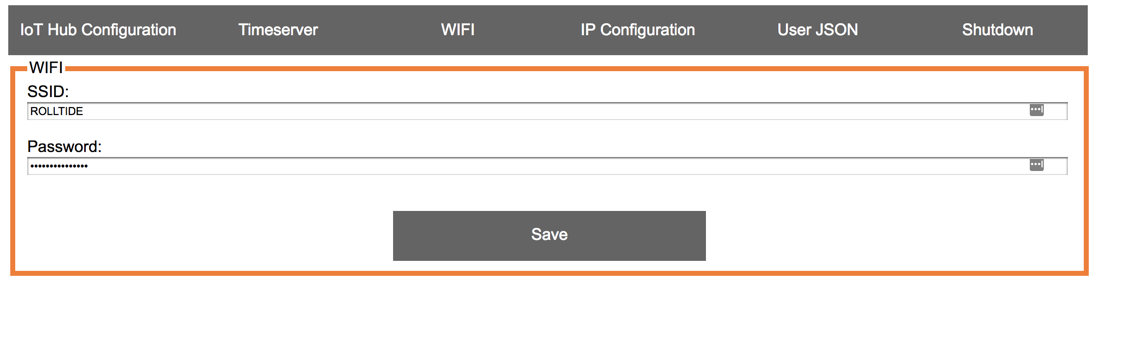 IoT Hub Configuration Timeserver WIFI IP Configuration User JSON Shutdown
WIFI
SSID:
ROLLTIDE
Password:
•••••••••••••••
Save